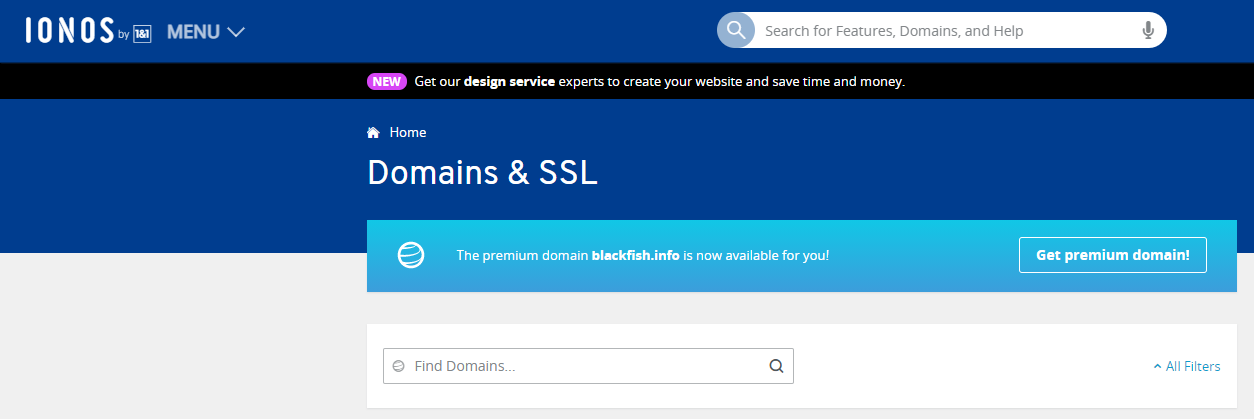 IONOS by 1&1 MENU Search for Features, Domains, and Help
NEW Get our design service experts to create your website and save time and money.
Home
Domains & SSL
The premium domain blackfish.info is now available for you! Get premium domain!
Find Domains... All Filters